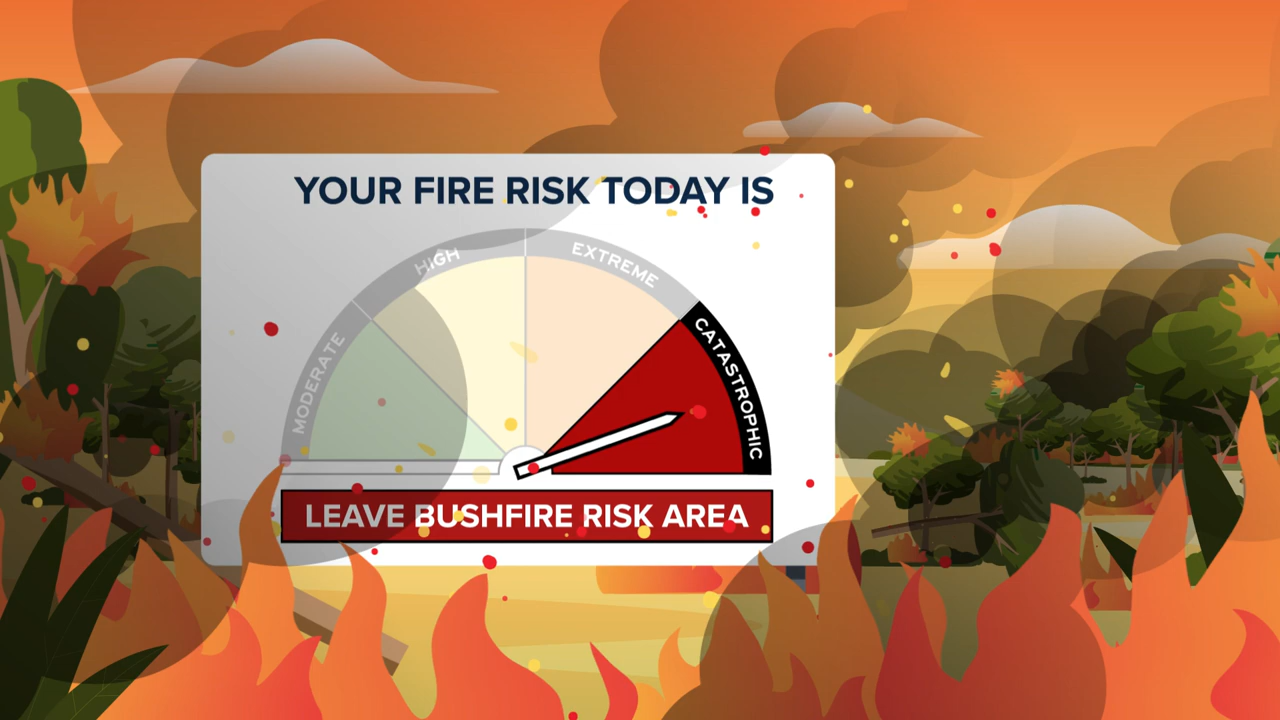 YOUR FIRE RISK TODAY IS
MODERATE
HIGH
EXTREME
CATASTROPHIC
LEAVE BUSHFIRE RISK AREA